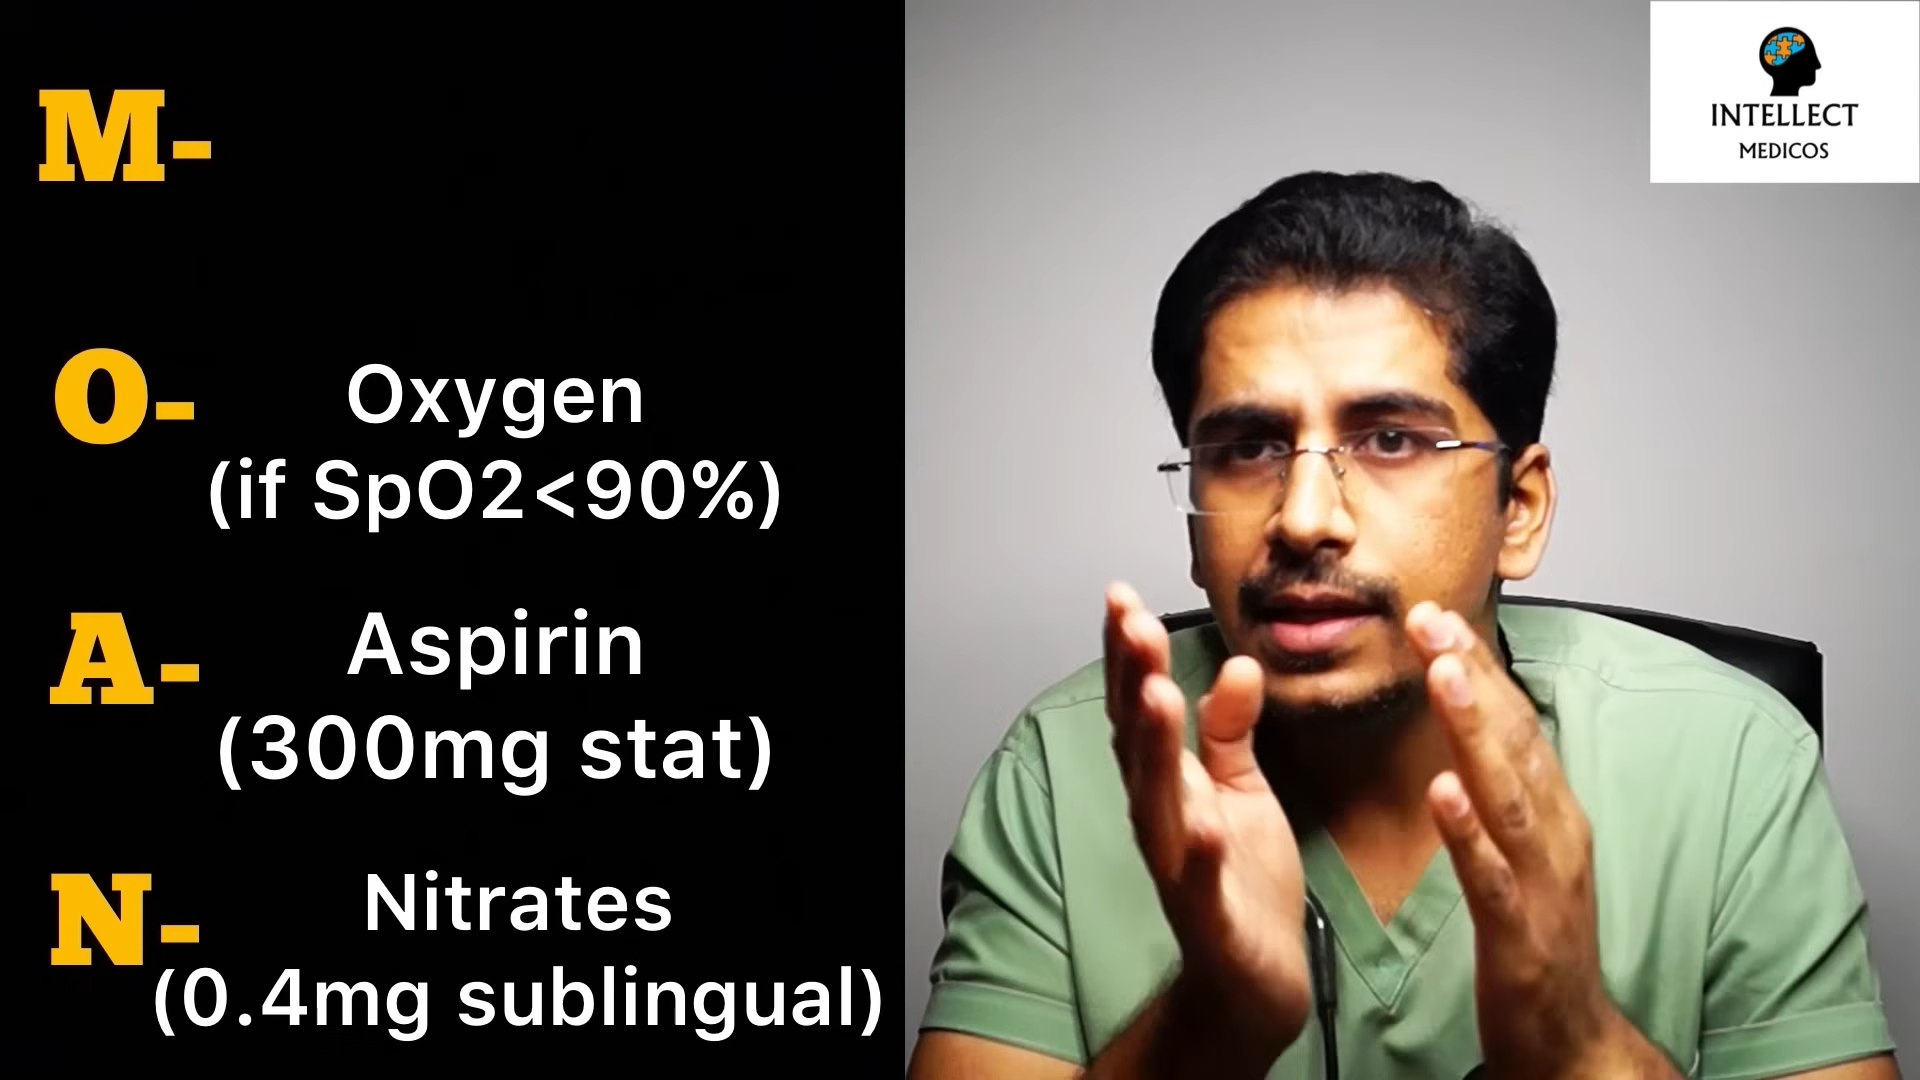 M-
O- Oxygen
(if SpO2<90%)
A- Aspirin
(300mg stat)
N- Nitrates
(0.4mg sublingual)
INTELLECT
MEDICOS